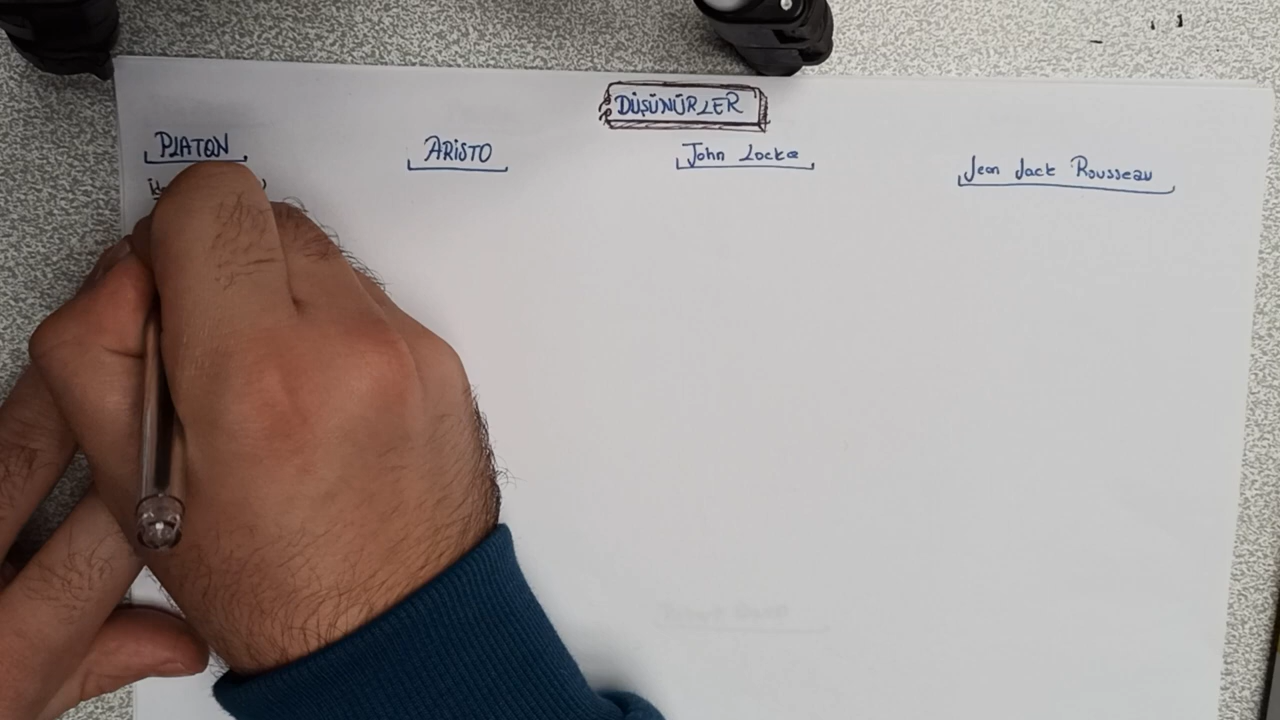 DÜŞÜNÜRLER
PLATON
ARİSTO
John Locke
Jean Jack Rousseau